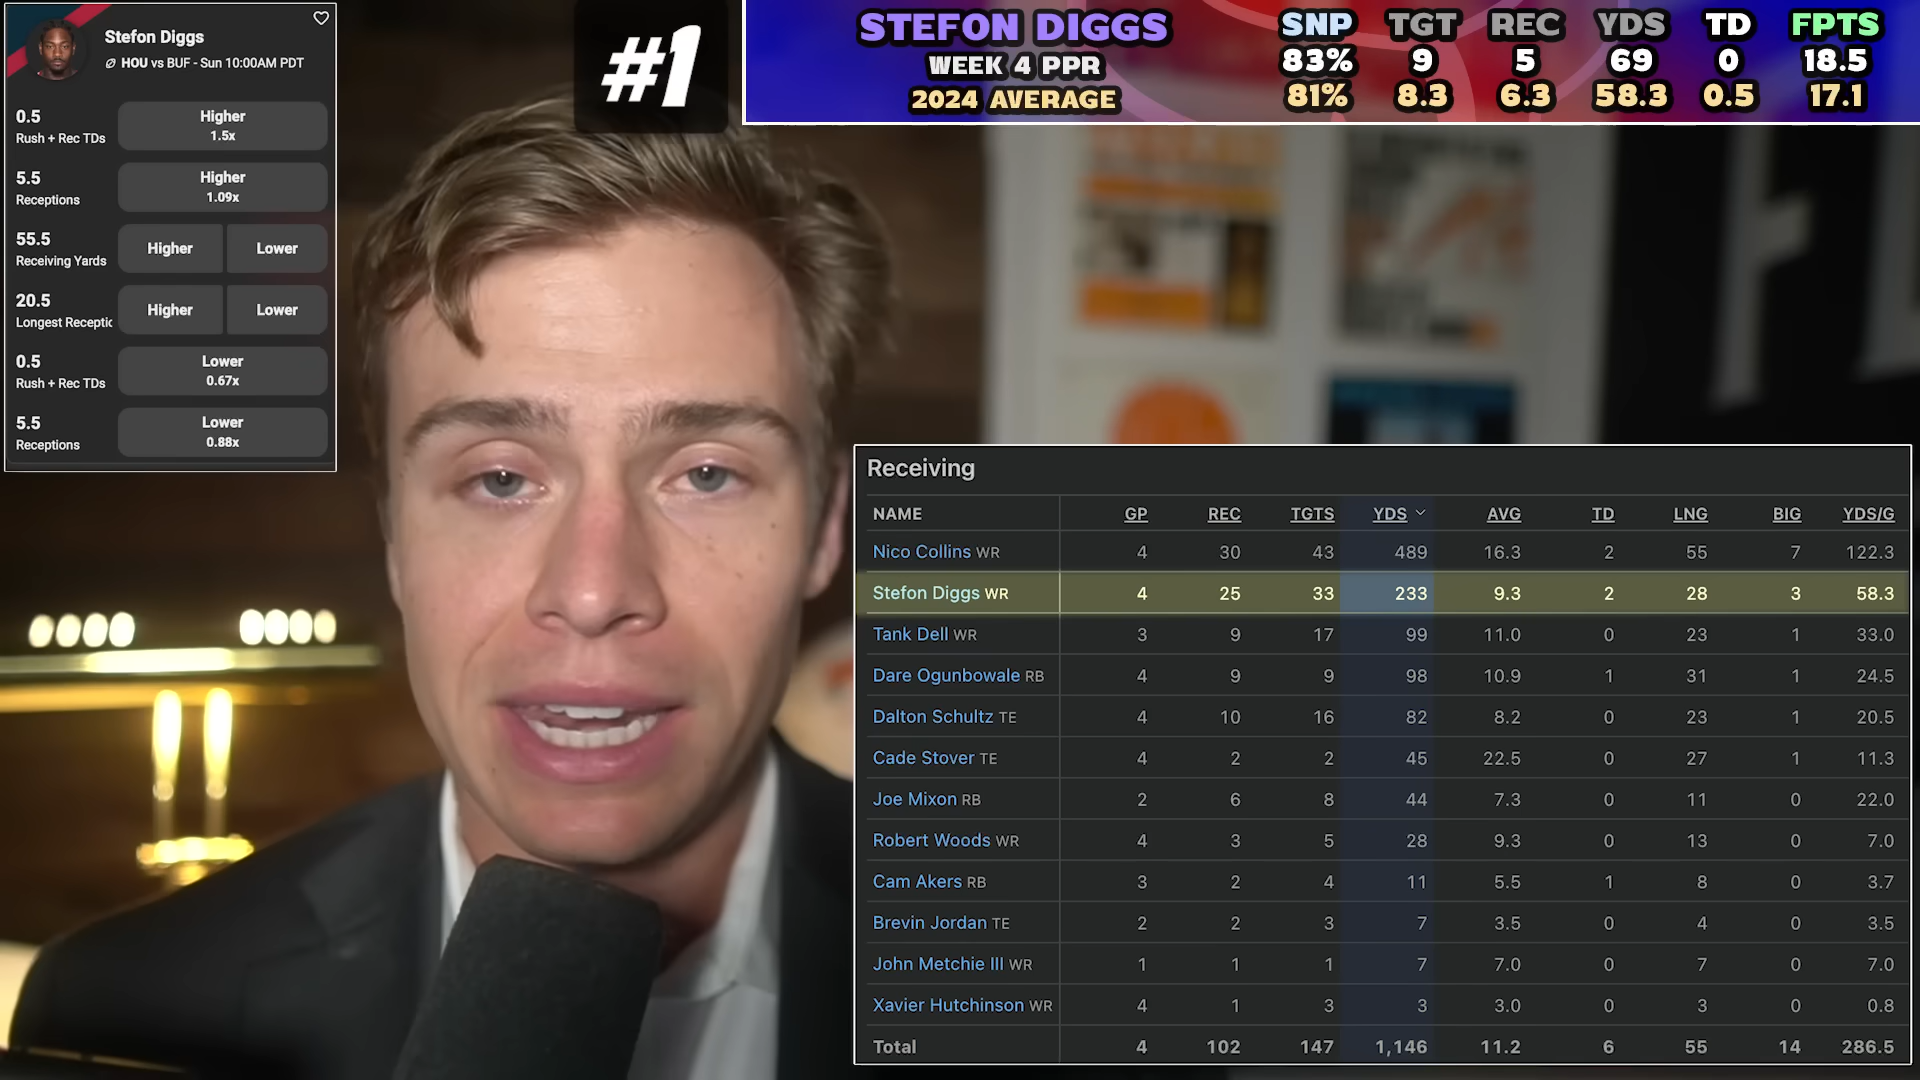 Stefon Diggs
HOU vs BUF - Sun 10:00AM PDT
0.5 Rush + Rec TDs Higher 1.5x
5.5 Receptions Higher 1.09x
55.5 Receiving Yards Higher Lower
20.5 Longest Receptic Higher Lower
0.5 Rush + Rec TDs Lower 0.67x
5.5 Receptions Lower 0.88x
#1
STEFON DIGGS SNP TGT REC YDS TD FPTS
WEEK 4 PPR 83% 9 5 69 0 18.5
2024 AVERAGE 81% 8.3 6.3 58.3 0.5 17.1
Receiving
NAME GP REC TGTS YDS AVG TD LNG BIG YDS/G
Nico Collins WR 4 30 43 489 16.3 2 55 7 122.3
Stefon Diggs WR 4 25 33 233 9.3 2 28 3 58.3
Tank Dell WR 3 9 17 99 11.0 0 23 1 33.0
Dare Ogunbowale RB 4 9 9 98 10.9 1 31 1 24.5
Dalton Schultz TE 4 10 16 82 8.2 0 23 1 20.5
Cade Stover TE 4 2 2 45 22.5 0 27 1 11.3
Joe Mixon RB 2 6 8 44 7.3 0 11 0 22.0
Robert Woods WR 4 3 5 28 9.3 0 13 0 7.0
Cam Akers RB 3 2 4 11 5.5 1 8 0 3.7
Brevin Jordan TE 2 2 3 7 3.5 0 4 0 3.5
John Metchie III WR 1 1 1 7 7.0 0 7 0 7.0
Xavier Hutchinson WR 4 1 3 3 3.0 0 3 0 0.8
Total 4 102 147 1,146 11.2 6 55 14 286.5